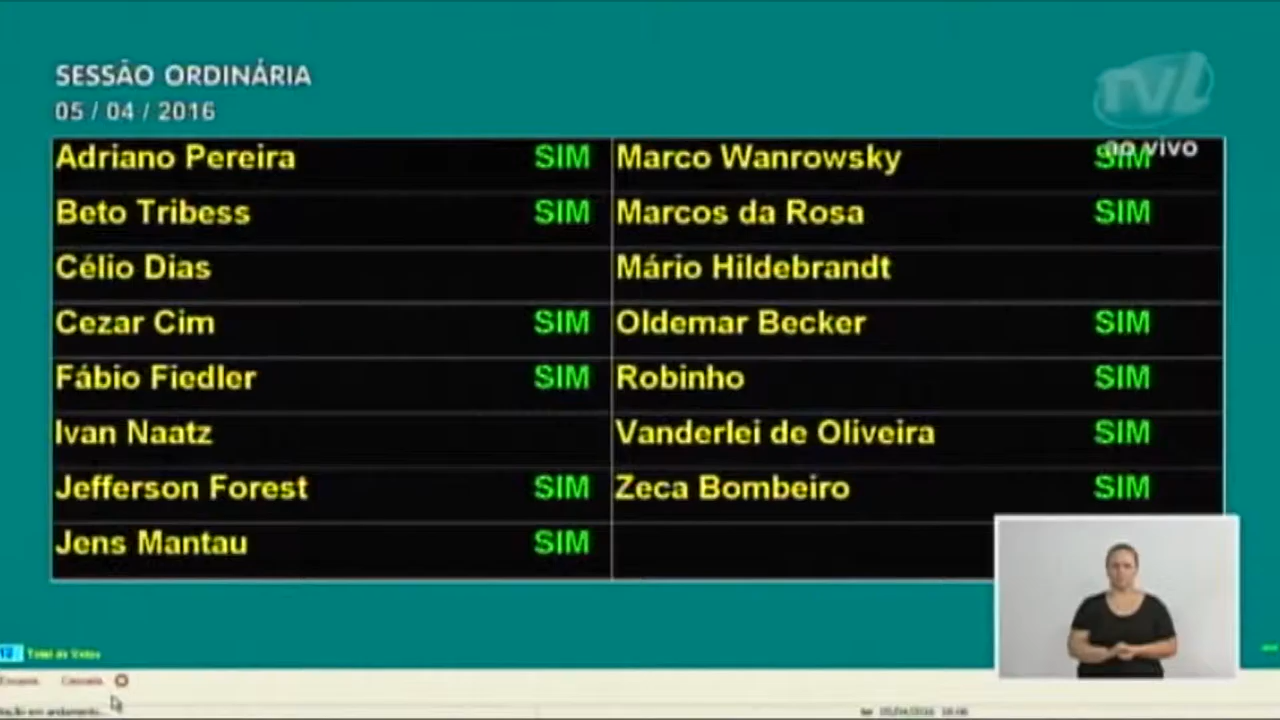 SESSÃO ORDINÁRIA
05 / 04 / 2016
TVL
ao vivo
Adriano Pereira SIM
Marco Wanrowsky SIM
Beto Tribess SIM
Marcos da Rosa SIM
Célio Dias
Mário Hildebrandt
Cezar Cim SIM
Oldemar Becker SIM
Fábio Fiedler SIM
Robinho SIM
Ivan Naatz
Vanderlei de Oliveira SIM
Jefferson Forest SIM
Zeca Bombeiro SIM
Jens Mantau SIM
Total de Votos